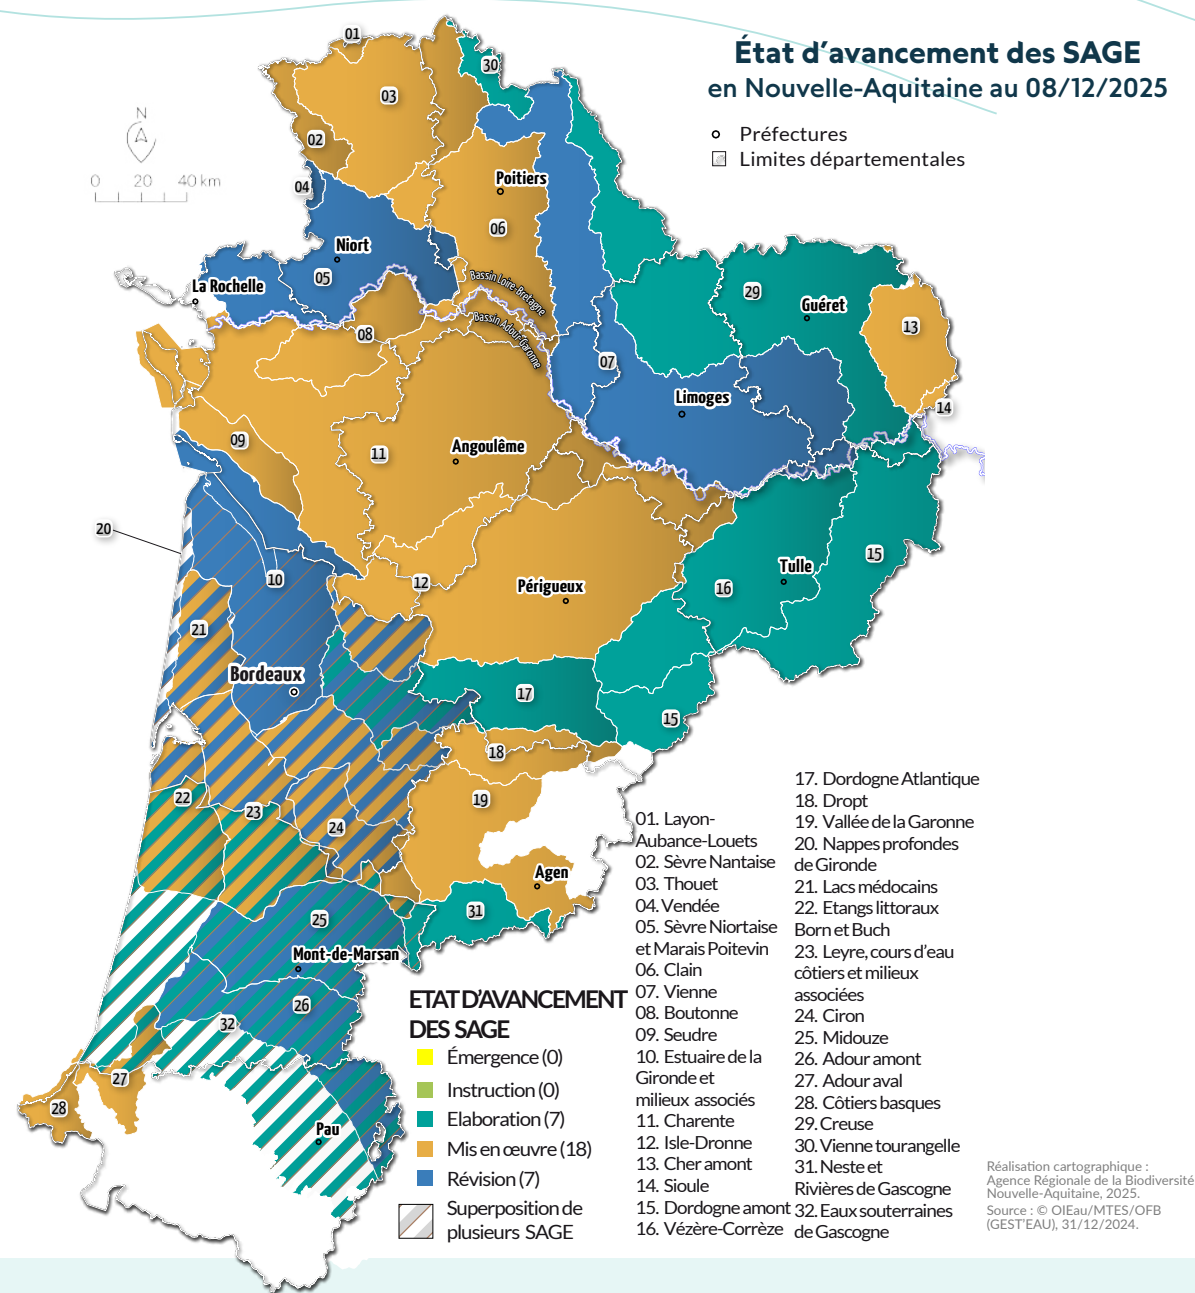 État d’avancement des SAGE
en Nouvelle-Aquitaine au 08/12/2025
Préfectures
Limites départementales
N
0 20 40 km
01
30
03
02
04
Poitiers
06
Niort
05
La Rochelle
Bassin Loire-Bretagne
Bassin Adour-Garonne
08
29
Guéret
13
07
Limoges
14
09
11
Angoulême
20
10
12
Périgueux
16
Tulle
15
21
Bordeaux
17
15
18
19
22
23
24
Agen
31
25
Mont-de-Marsan
26
32
27
28
Pau
ETAT D’AVANCEMENT
DES SAGE
Émergence (0)
Instruction (0)
Elaboration (7)
Mis en œuvre (18)
Révision (7)
Superposition de
plusieurs SAGE
01. Layon-
Aubance-Louets
02. Sèvre Nantaise
03. Thouet
04. Vendée
05. Sèvre Niortaise
et Marais Poitevin
06. Clain
07. Vienne
08. Boutonne
09. Seudre
10. Estuaire de la
Gironde et
milieux associés
11. Charente
12. Isle-Dronne
13. Cher amont
14. Sioule
15. Dordogne amont
16. Vézère-Corrèze
17. Dordogne Atlantique
18. Dropt
19. Vallée de la Garonne
20. Nappes profondes
de Gironde
21. Lacs médocains
22. Etangs littoraux
Born et Buch
23. Leyre, cours d’eau
côtiers et milieux
associées
24. Ciron
25. Midouze
26. Adour amont
27. Adour aval
28. Côtiers basques
29. Creuse
30. Vienne tourangelle
31. Neste et
Rivières de Gascogne
32. Eaux souterraines
de Gascogne
Réalisation cartographique :
Agence Régionale de la Biodiversité
Nouvelle-Aquitaine, 2025.
Source : © OIEau/MTES/OFB
(GEST’EAU), 31/12/2024.